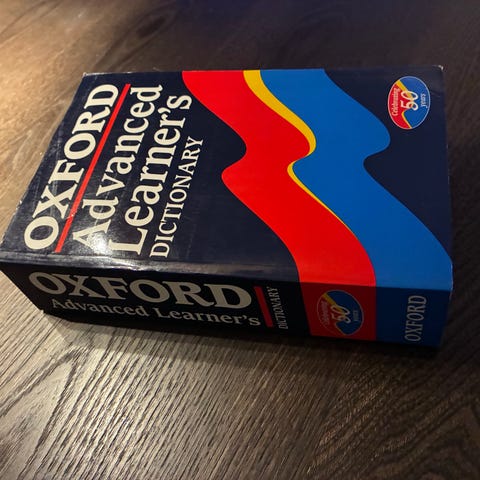 OXFORD
Advanced
Learner's
DICTIONARY
Celebrating
50
years
OXFORD
Advanced Learner's
DICTIONARY
Celebrating
50
years
OXFORD